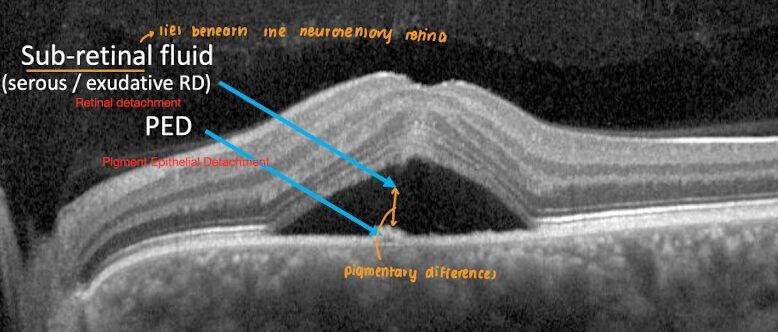 lies beneath the neurosensory retina
Sub-retinal fluid
(serous / exudative RD)
Retinal detachment
PED
Pigment Epithelial Detachment
pigmentary differences